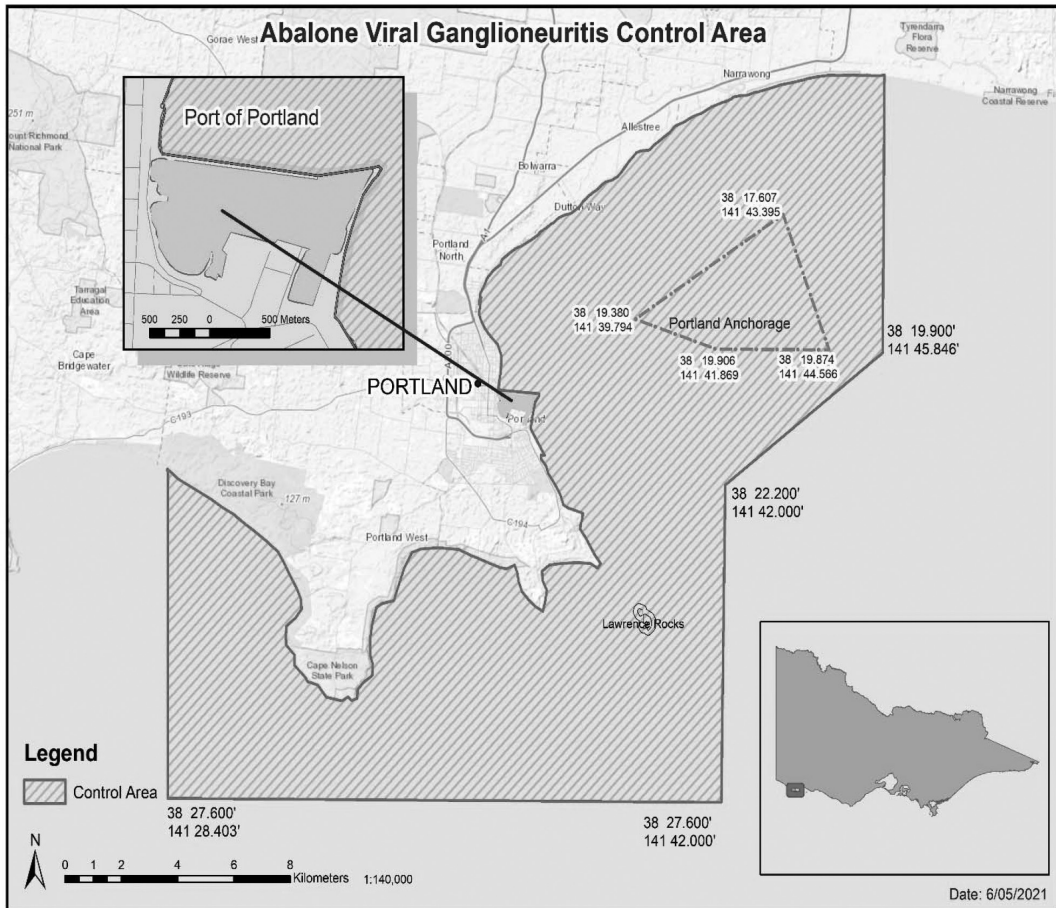 Abalone Viral Ganglioneuritis Control Area
Gorae West
Tyrendarra
Flora
Reserve
Narrawong
Narrawong
Coastal Reserve
Port of Portland
251 m
ount Richmond
National Park
Allestree
Bolwarra
Dutton Way
Portland
North
A1
38 17.607
141 43.395
Tarragal
Education
Area
500 250 0 500 Meters
38 19.380
141 39.794
Portland Anchorage
38 19.900'
141 45.846'
38 19.906
141 41.869
38 19.874
141 44.566
Cape
Bridgewater
Wildlife Reserve
PORTLAND
Portland
C193
Discovery Bay
Coastal Park
127 m
38 22.200'
141 42.000'
C194
Portland West
Lawrence Rocks
Cape Nelson
State Park
Legend
Control Area
38 27.600'
141 28.403'
38 27.600'
141 42.000'
N
0 1 2 4 6 8
Kilometers 1:140,000
Date: 6/05/2021